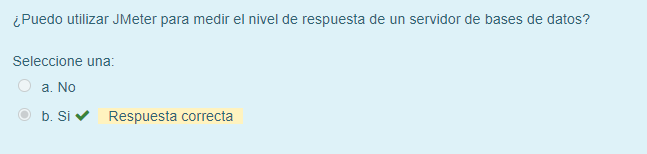 ¿Puedo utilizar JMeter para medir el nivel de respuesta de un servidor de bases de datos?
Seleccione una:
a. No
b. Si Respuesta correcta